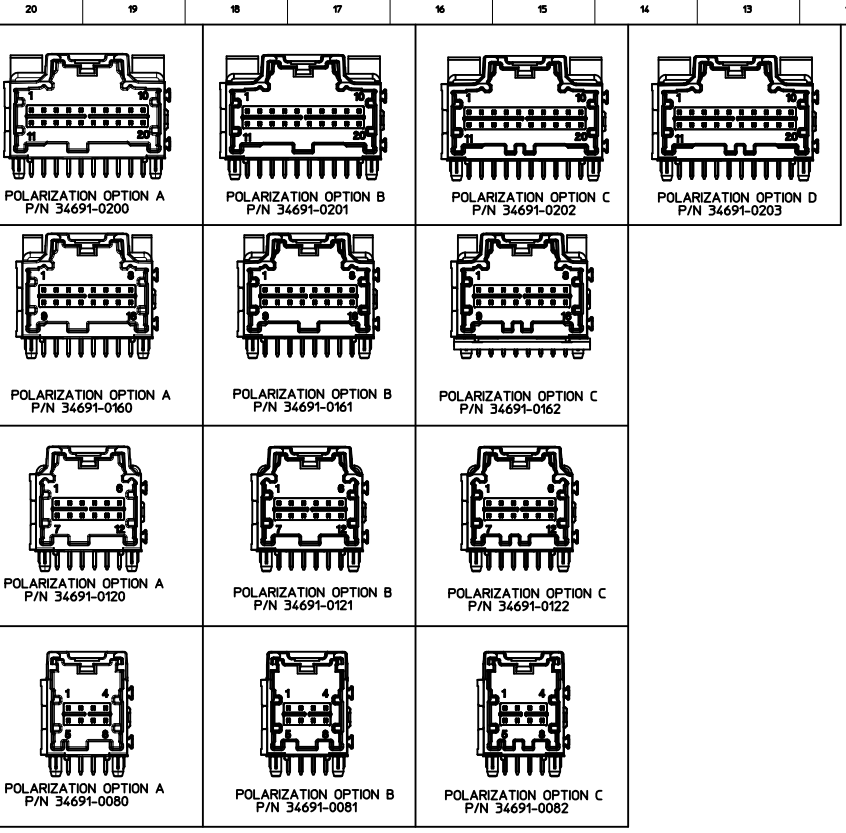 20 19 18 17 16 15 14 13
1 10
11 20
POLARIZATION OPTION A
P/N 34691-0200
1 10
11 20
POLARIZATION OPTION B
P/N 34691-0201
1 10
11 20
POLARIZATION OPTION C
P/N 34691-0202
1 10
11 20
POLARIZATION OPTION D
P/N 34691-0203
1 8
9 16
POLARIZATION OPTION A
P/N 34691-0160
1 8
9 16
POLARIZATION OPTION B
P/N 34691-0161
1 8
9 16
POLARIZATION OPTION C
P/N 34691-0162
1 6
7 12
POLARIZATION OPTION A
P/N 34691-0120
1 6
7 12
POLARIZATION OPTION B
P/N 34691-0121
1 6
7 12
POLARIZATION OPTION C
P/N 34691-0122
1 4
5 8
POLARIZATION OPTION A
P/N 34691-0080
1 4
5 8
POLARIZATION OPTION B
P/N 34691-0081
1 4
5 8
POLARIZATION OPTION C
P/N 34691-0082